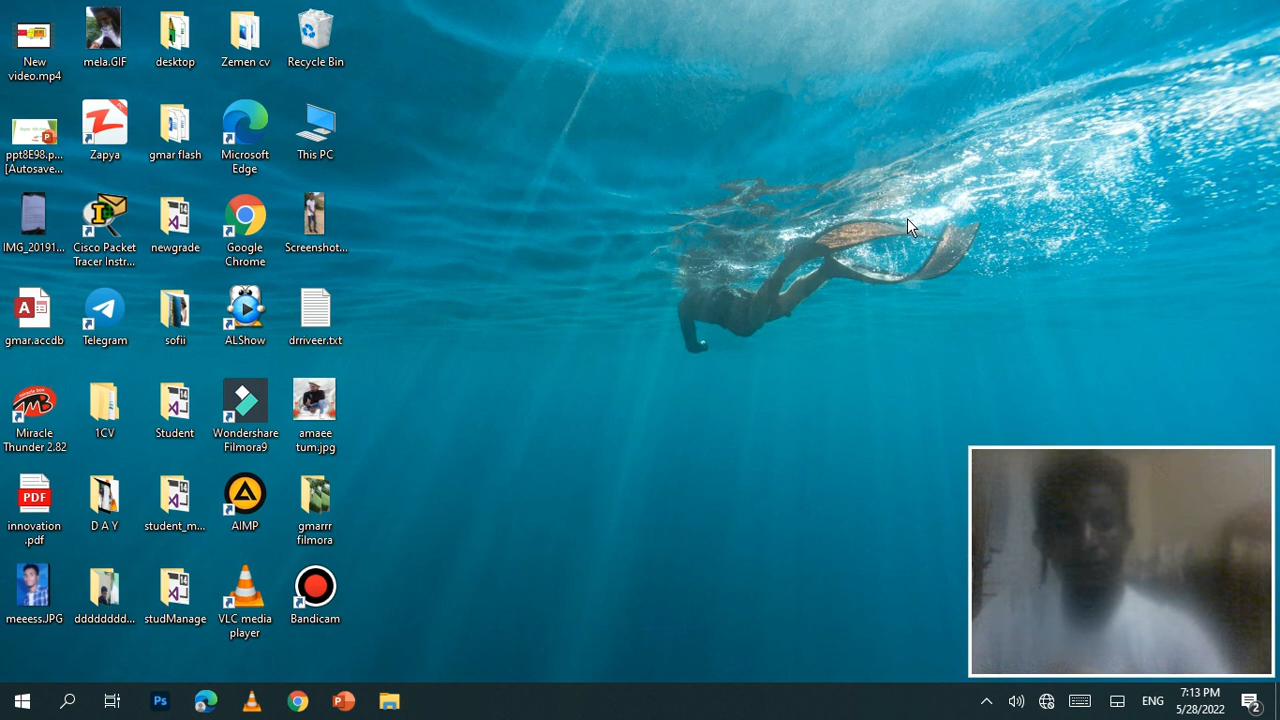 New
video.mp4
mela.GIF
desktop
Zemen cv
Recycle Bin
ppt8E98.p...
[Autosave...
Zapya
gmar flash
Microsoft
Edge
This PC
IMG_20191...
Cisco Packet
Tracer Instr...
newgrade
Google
Chrome
Screenshot...
gmar.accdb
Telegram
sofii
ALShow
drriveer.txt
Miracle
Thunder 2.82
1CV
Student
Wondershare
Filmora9
amaee
tum.jpg
PDF
innovation
.pdf
D A Y
student_m...
AIMP
gmarrr
filmora
meeess.JPG
ddddddddd...
studManage
VLC media
player
Bandicam
Ps
ENG
7:13 PM
5/28/2022
2